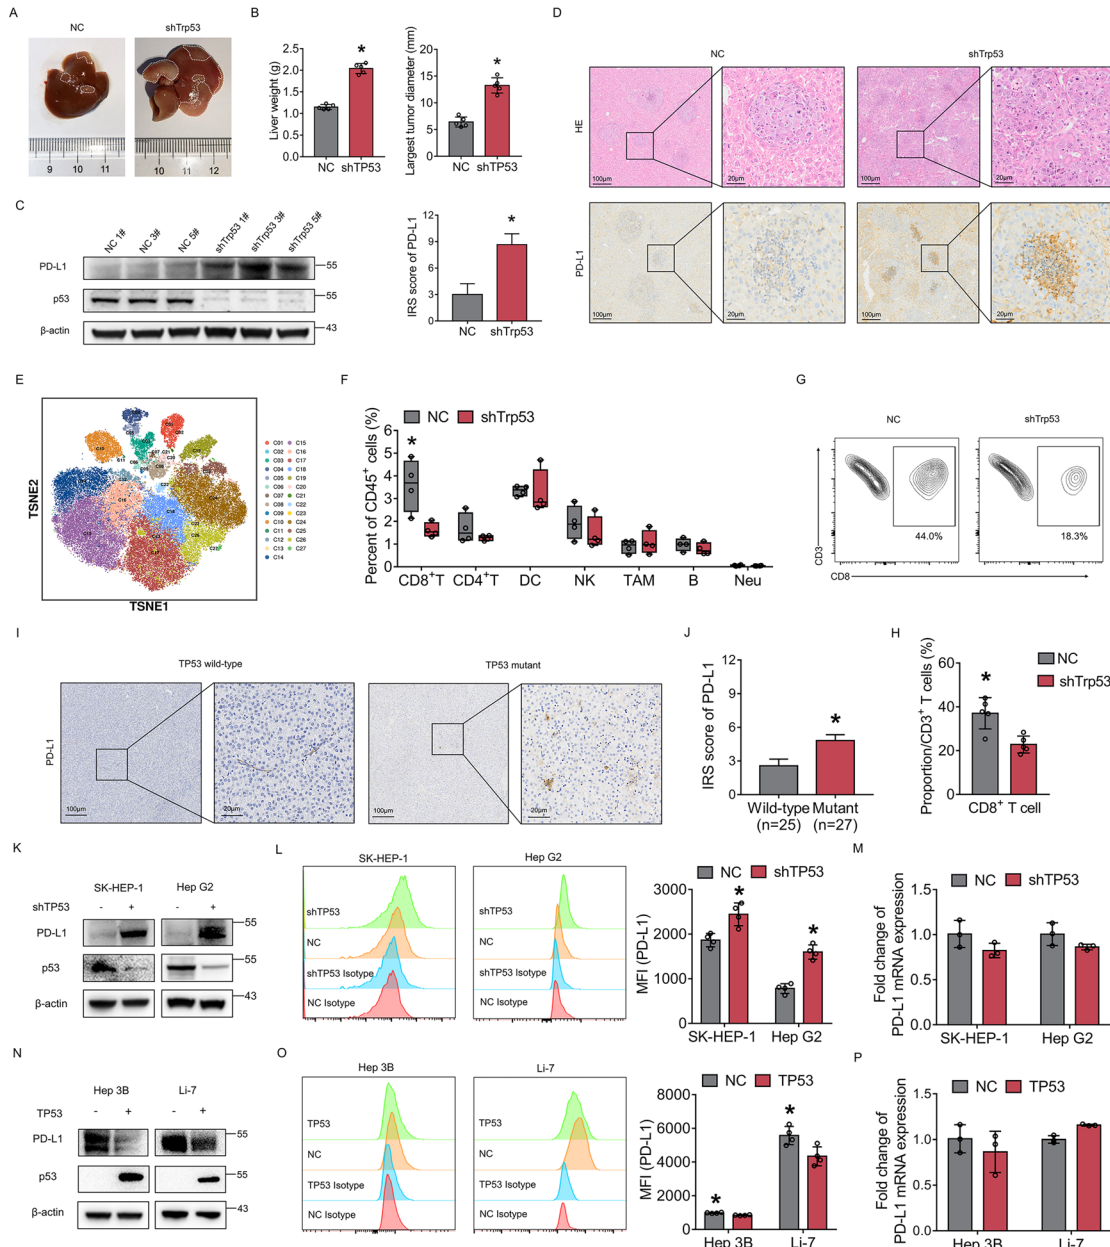 A
NC
shTrp53
9 10 11
10 11 12
B
Liver weight (g)
2.5
2.0
1.5
1.0
0.5
0.0
*
NC shTP53
Largest tumor diameter (mm)
20
15
10
5
0
*
NC shTP53
C
NC 1#
NC 3#
NC 5#
shTrp53 1#
shTrp53 3#
shTrp53 5#
PD-L1
55
p53
55
β-actin
43
IRS score of PD-L1
12
9
6
3
0
*
NC shTrp53
D
NC
shTrp53
HE
100μm
20μm
100μm
20μm
PD-L1
100μm
20μm
100μm
20μm
E
TSNE2
TSNE1
C01 C15
C02 C16
C03 C17
C04 C18
C05 C19
C06 C20
C07 C21
C08 C22
C09 C23
C10 C24
C11 C25
C12 C26
C13 C27
C14
F
NC shTrp53
Percent of CD45+ cells (%)
5
4
3
2
1
0
*
CD8+T CD4+T DC NK TAM B Neu
G
NC
shTrp53
44.0%
18.3%
CD3
CD8
I
TP53 wild-type
TP53 mutant
PD-L1
100μm
20μm
100μm
20μm
J
IRS score of PD-L1
12
9
6
3
0
*
Wild-type Mutant
(n=25) (n=27)
H
NC
shTrp53
Proportion/CD3+ T cells (%)
60
40
20
0
*
CD8+ T cell
K
SK-HEP-1 Hep G2
shTP53 - + - +
PD-L1
55
p53
55
β-actin
43
L
SK-HEP-1
shTP53
NC
shTP53 Isotype
NC Isotype
Hep G2
shTP53
NC
shTP53 Isotype
NC Isotype
NC shTP53
MFI (PD-L1)
3000
2000
1000
0
*
*
SK-HEP-1 Hep G2
M
NC shTP53
Fold change of
PD-L1 mRNA expression
1.5
1.0
0.5
0.0
SK-HEP-1 Hep G2
N
Hep 3B Li-7
TP53 - + - +
PD-L1
55
p53
55
β-actin
43
O
Hep 3B
TP53
NC
TP53 Isotype
NC Isotype
Li-7
TP53
NC
TP53 Isotype
NC Isotype
NC TP53
MFI (PD-L1)
8000
6000
4000
2000
0
*
*
Hep 3B Li-7
P
NC TP53
Fold change of
PD-L1 mRNA expression
1.5
1.0
0.5
0.0
Hep 3B Li-7